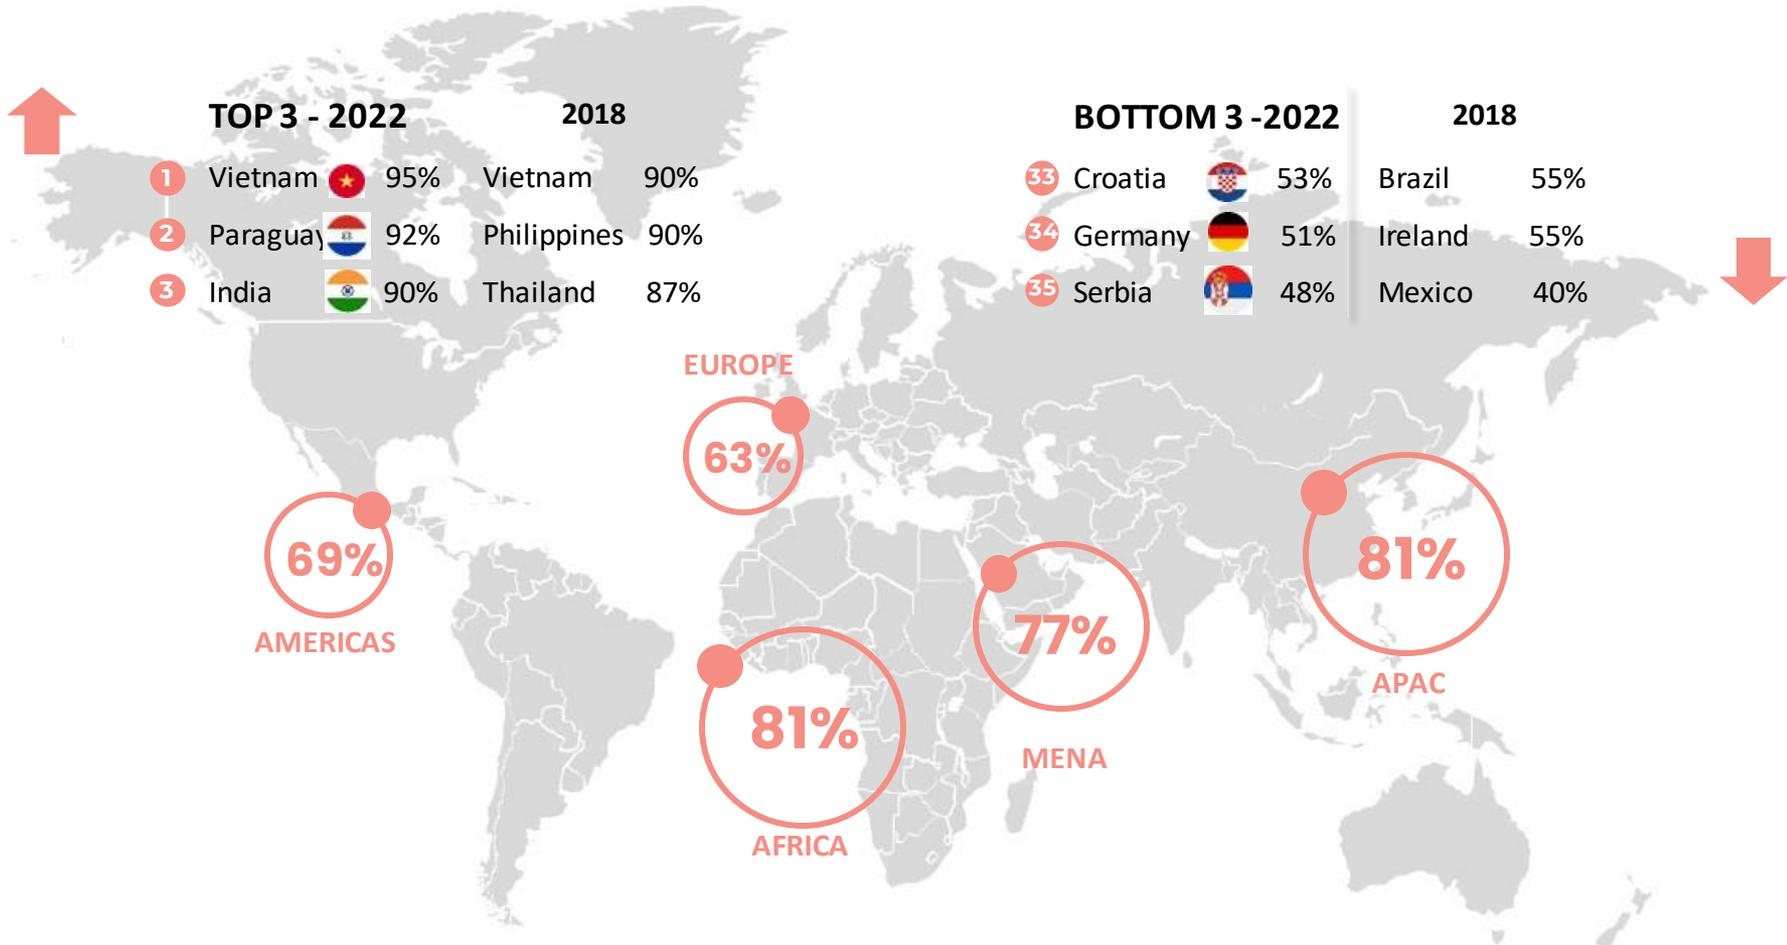 TOP 3 - 2022 2018
1 Vietnam 95% Vietnam 90%
2 Paraguay 92% Philippines 90%
3 India 90% Thailand 87%
BOTTOM 3 -2022 2018
33 Croatia 53% Brazil 55%
34 Germany 51% Ireland 55%
35 Serbia 48% Mexico 40%
EUROPE
63%
69%
AMERICAS
81%
AFRICA
77%
MENA
81%
APAC